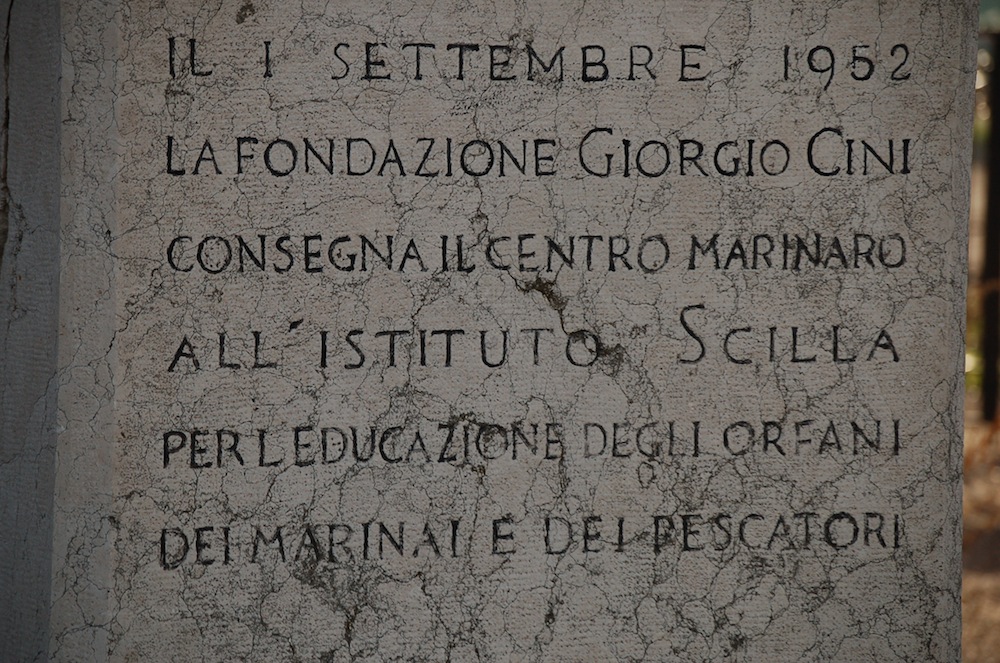 IL 1 SETTEMBRE 1952
LA FONDAZIONE GIORGIO CINI
CONSEGNA IL CENTRO MARINARO
ALL'ISTITUTO SCILLA
PER L'EDUCAZIONE DEGLI ORFANI
DEI MARINAI E DEI PESCATORI